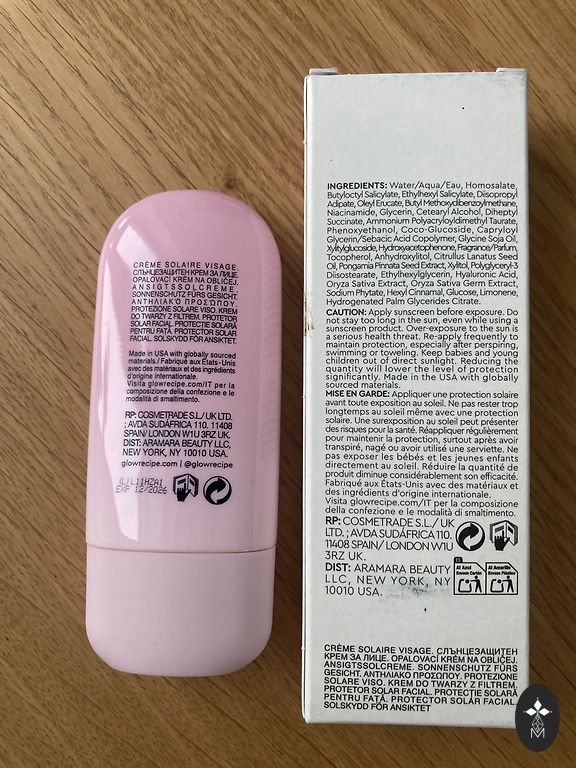 CRÈME SOLAIRE VISAGE.
СЛЪНЦЕЗАЩИТЕН КРЕМ ЗА ЛИЦЕ.
OPALOVACÍ KRÉM NA OBLIČEJ.
ANSIGTSSOLCREME.
SONNENSCHUTZ FÜRS GESICHT.
ΑΝΤΗΛΙΑΚΟ ΠΡΟΣΩΠΟΥ.
PROTEZIONE SOLARE VISO. KREM
DO TWARZY Z FILTREM. PROTETOR
SOLAR FACIAL. PROTECȚIE SOLARĂ
PENTRU FAȚĂ. PROTECTOR SOLAR
FACIAL. SOLSKYDD FÖR ANSIKTET.
Made in USA with globally sourced
materials./ Fabriqué aux États-Unis
avec des matériaux et des ingrédients
d'origine internationale.
Visita glowrecipe.com/IT per la
composizione della confezione e le
modalità di smaltimento.
RP: COSMETRADE S.L./ UK LTD.
; AVDA SUDÁFRICA 110. 11408
SPAIN/ LONDON W1U 3RZ UK.
DIST: ARAMARA BEAUTY LLC,
NEW YORK, NY 10010 USA.
glowrecipe.com | @glowrecipe
EXP 12/2026
INGREDIENTS: Water/Aqua/Eau, Homosalate,
Butyloctyl Salicylate, Ethylhexyl Salicylate, Diisopropyl
Adipate, Oleyl Erucate, Butyl Methoxydibenzoylmethane,
Niacinamide, Glycerin, Cetearyl Alcohol, Diheptyl
Succinate, Ammonium Polyacryloyldimethyl Taurate,
Phenoxyethanol, Coco-Glucoside, Capryloyl
Glycerin/Sebacic Acid Copolymer, Glycine Soja Oil,
Xylitylglucoside, Hydroxyacetophenone, Fragrance/Parfum,
Tocopherol, Anhydroxylitol, Citrullus Lanatus Seed
Oil, Pongamia Pinnata Seed Extract, Xylitol, Polyglyceryl-3
Diisostearate, Ethylhexylglycerin, Hyaluronic Acid,
Oryza Sativa Extract, Oryza Sativa Germ Extract,
Sodium Phytate, Hexyl Cinnamal, Glucose, Limonene,
Hydrogenated Palm Glycerides Citrate.
CAUTION: Apply sunscreen before exposure. Do
not stay too long in the sun, even while using a
sunscreen product. Over-exposure to the sun is
a serious health threat. Re-apply frequently to
maintain protection, especially after perspiring,
swimming or toweling. Keep babies and young
children out of direct sunlight. Reducing the
quantity will lower the level of protection
significantly. Made in the USA with globally
sourced materials.
MISE EN GARDE: Appliquer une protection solaire
avant toute exposition au soleil. Ne pas rester trop
longtemps au soleil même avec une protection
solaire. Une surexposition au soleil peut présenter
des risques pour la santé. Réappliquer régulièrement
pour maintenir la protection, surtout après avoir
transpiré, nagé ou avoir utilisé une serviette. Ne
pas exposer les bébés et les jeunes enfants
directement au soleil. Réduire la quantité de
produit diminue considérablement son efficacité.
Fabriqué aux États-Unis avec des matériaux et
des ingrédients d'origine internationale.
Visita glowrecipe.com/IT per la composizione
della confezione e le modalità di smaltimento.
RP: COSMETRADE S.L./ UK
LTD. ; AVDA SUDÁFRICA 110.
11408 SPAIN/ LONDON W1U
3RZ UK.
DIST: ARAMARA BEAUTY
LLC, NEW YORK, NY
10010 USA.
Al Azul
Envase Cartón
Al Amarillo
Envase Plástico
CRÈME SOLAIRE VISAGE. СЛЪНЦЕЗАЩИТЕН
КРЕМ ЗА ЛИЦЕ. OPALOVACÍ KRÉM NA OBLIČEJ.
ANSIGTSSOLCREME. SONNENSCHUTZ FÜRS
GESICHT. ΑΝΤΗΛΙΑΚΟ ΠΡΟΣΩΠΟΥ. PROTEZIONE
SOLARE VISO. KREM DO TWARZY Z FILTREM.
PROTETOR SOLAR FACIAL. PROTECȚIE SOLARĂ
PENTRU FAȚĂ. PROTECTOR SOLAR FACIAL.
SOLSKYDD FÖR ANSIKTET